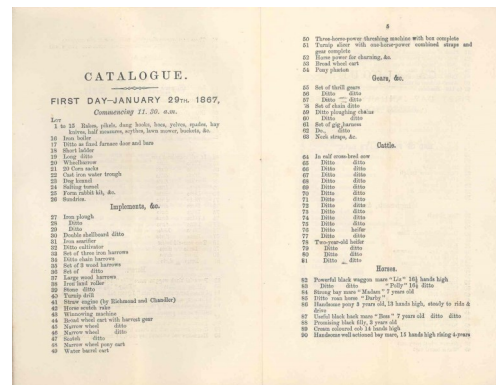 CATALOGUE.
FIRST DAY—JANUARY 29TH, 1867,
Commencing 11.30. a.m.
LOT
1 to 15 Rakes, pikels, dung hooks, hoes, peelers, spades, hay
knives, half measures, scythes, lawn mower, buckets, &c.
16 Iron boiler
17 Ditto as fixed furnace door and bars
18 Short ladder
19 Long ditto
20 Wheelbarrow
21 20 Corn sacks
22 Cast iron water trough
23 Dog kennel
24 Salting turnel
25 Form rabbit kit, &c.
26 Sundries.
Implements, &c.
27 Iron plough
28 Ditto
29 Ditto
30 Double shellboard ditto
31 Iron scarifier
32 Ditto cultivator
33 Set of three iron harrows
34 Ditto chain harrows
35 Set of 2 wood harrows
36 Set of ditto
37 Large wood harrows
38 Iron land roller
39 Stone ditto
40 Turnip drill
41 Straw engine (by Richmond and Chandler)
42 Horse scotch rake
43 Winnowing machine
44 Broad wheel cart with harvest gear
45 Narrow wheel ditto
46 Narrow wheel ditto
47 Scotch ditto
48 Narrow wheel pony cart
49 Water barrel cart
50 Three-horse-power threshing machine with box complete
51 Turnip slicer with one-horse-power combined straps and
gear complete
52 Horse power for churning, &c.
53 Broad wheel cart
54 Pony phæton
Gears, &c.
55 Set of thrill gears
56 Ditto ditto
57 Ditto ditto
58 Set of chain ditto
59 Ditto ploughing chains
60 Ditto ditto
61 Set of gig harness
62 Do., ditto
63 Neck straps, &c.
Cattle.
64 In calf cross-bred cow
65 Ditto ditto
66 Ditto ditto
67 Ditto ditto
68 Ditto ditto
69 Ditto ditto
70 Ditto ditto
71 Ditto ditto
72 Ditto ditto
73 Ditto ditto
74 Ditto ditto
75 Ditto ditto
76 Ditto heifer
77 Ditto ditto
78 Two-year-old heifer
79 Ditto ditto
80 Ditto ditto
81 Ditto ditto
Horses.
82 Powerful black waggon mare "Liz" 16½ hands high
83 Ditto ditto ditto "Polly" 16½ ditto
84 Strong bay mare "Madam" 7 years old
85 Ditto roan horse "Darby"
86 Handsome pony 3 years old, 13 hands high, steady to ride &
drive
87 Useful black hack mare "Bess" 7 years old ditto ditto
88 Promising black filly, 2 years old
89 Cream coloured cob 14 hands high
90 Handsome well actioned bay mare, 15 hands high rising 4-years